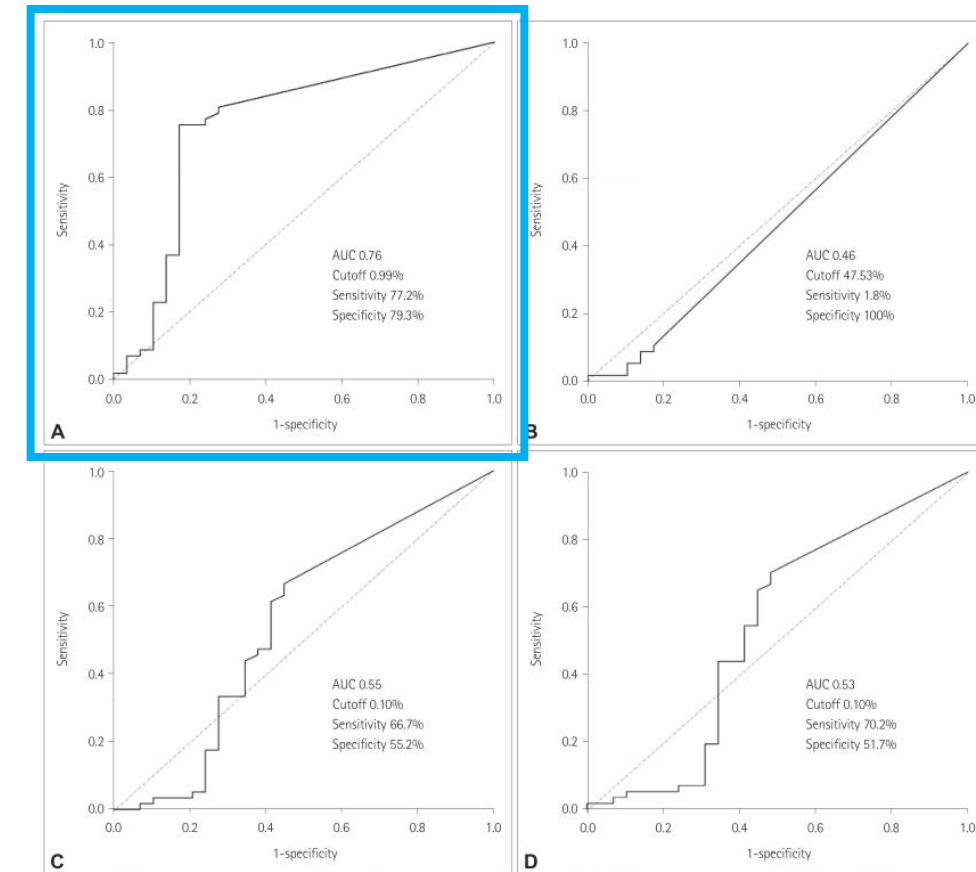 1.0
0.8
0.6
0.4
0.2
0.0
Sensitivity
AUC 0.76
Cutoff 0.99%
Sensitivity 77.2%
Specificity 79.3%
0.0 0.2 0.4 0.6 0.8 1.0
1-specificity
A
1.0
0.8
0.6
0.4
0.2
0.0
Sensitivity
AUC 0.46
Cutoff 47.53%
Sensitivity 1.8%
Specificity 100%
0.0 0.2 0.4 0.6 0.8 1.0
1-specificity
B
1.0
0.8
0.6
0.4
0.2
0.0
Sensitivity
AUC 0.55
Cutoff 0.10%
Sensitivity 66.7%
Specificity 55.2%
0.0 0.2 0.4 0.6 0.8 1.0
1-specificity
C
1.0
0.8
0.6
0.4
0.2
0.0
Sensitivity
AUC 0.53
Cutoff 0.10%
Sensitivity 70.2%
Specificity 51.7%
0.0 0.2 0.4 0.6 0.8 1.0
1-specificity
D